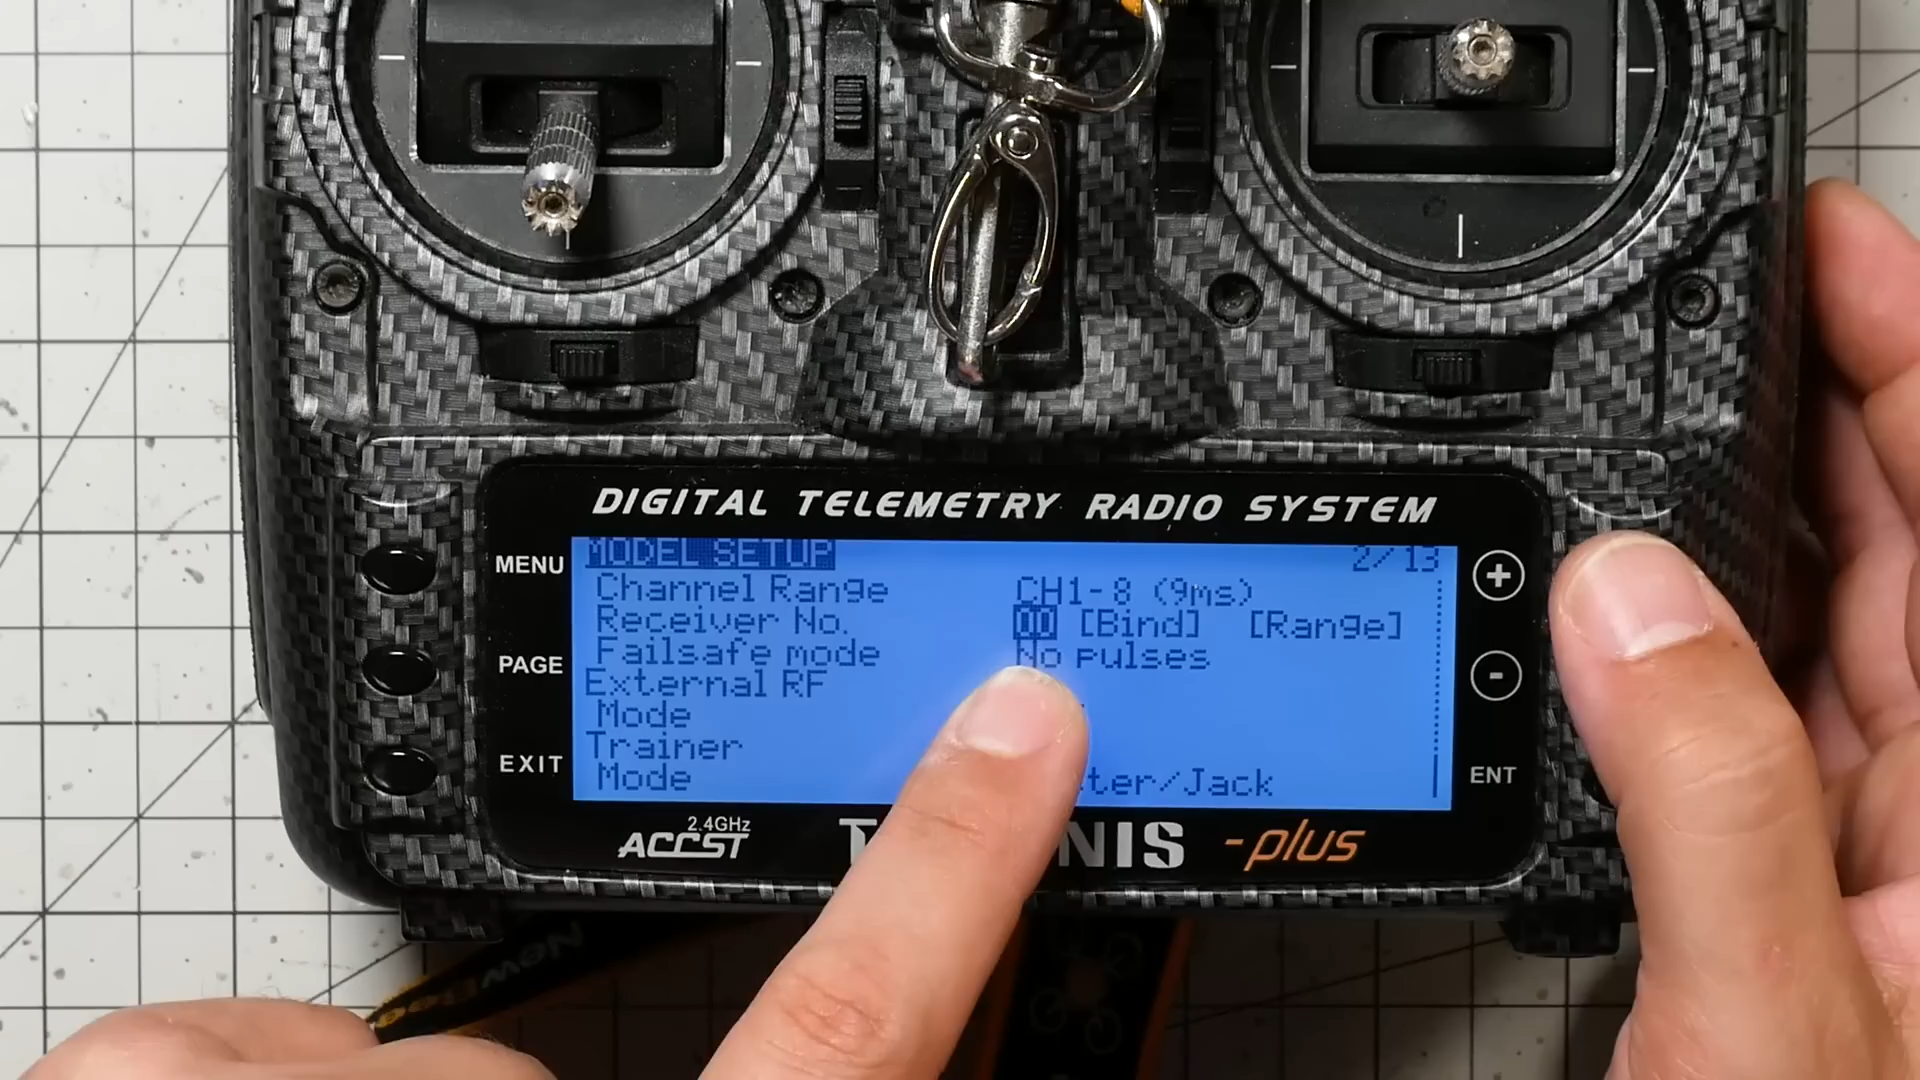 DIGITAL TELEMETRY RADIO SYSTEM
MENU
PAGE
EXIT
MODEL SETUP 2/13
Channel Range CH1-8 (9ms)
Receiver No. 00 [Bind] [Range]
Failsafe mode No pulses
External RF
Mode
Trainer
Mode ter/Jack
+
-
ENT
2.4GHz
ACCST
T NIS -plus
New